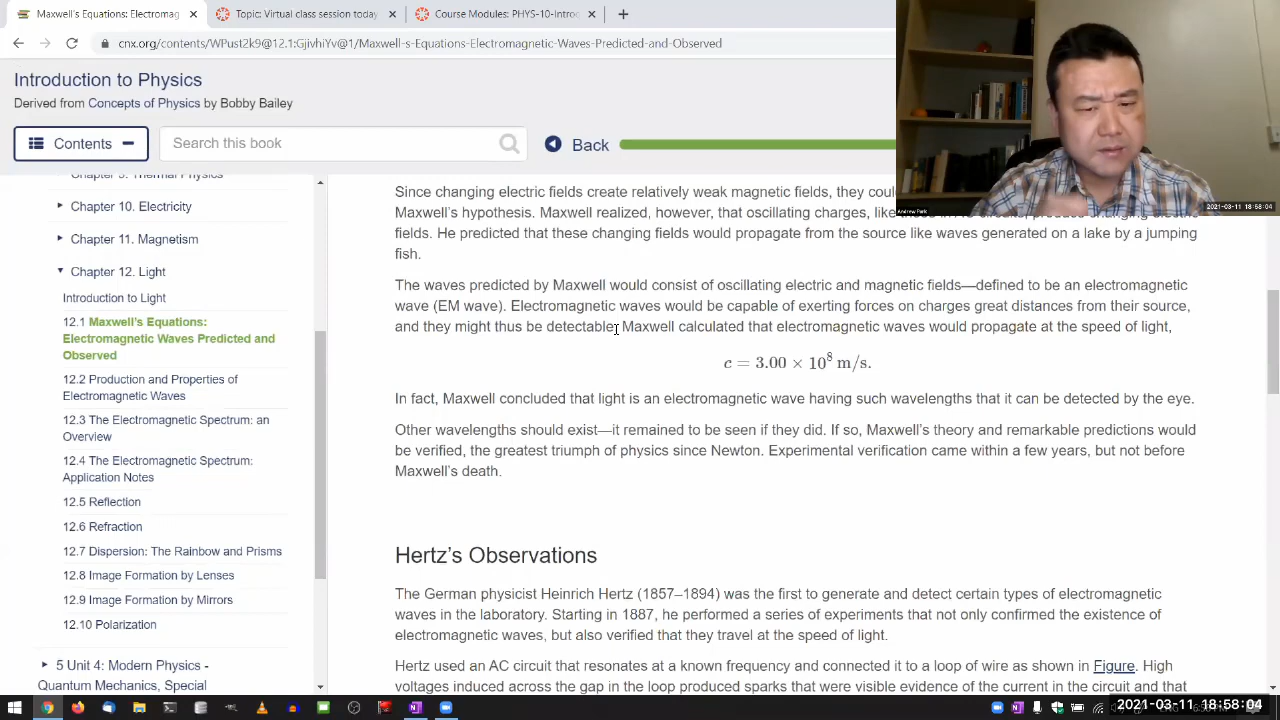 Maxwell's Equations: Electromag
Topic: Virtual class session today
Course Modules: PHYS-10-Intro
cnx.org/contents/WPust2k9@12.1:GjivhiYv@1/Maxwell-s-Equations-Electromagnetic-Waves-Predicted-and-Observed
Introduction to Physics
Derived from Concepts of Physics by Bobby Bailey
Contents
Search this book
Back
Andrew Park
2021-03-11 18:58:04
Chapter 9. Thermal Physics
Chapter 10. Electricity
Chapter 11. Magnetism
Chapter 12. Light
Introduction to Light
12.1 Maxwell's Equations:
Electromagnetic Waves Predicted and
Observed
12.2 Production and Properties of
Electromagnetic Waves
12.3 The Electromagnetic Spectrum: an
Overview
12.4 The Electromagnetic Spectrum:
Application Notes
12.5 Reflection
12.6 Refraction
12.7 Dispersion: The Rainbow and Prisms
12.8 Image Formation by Lenses
12.9 Image Formation by Mirrors
12.10 Polarization
5 Unit 4: Modern Physics -
Quantum Mechanics, Special
Since changing electric fields create relatively weak magnetic fields, they
Maxwell's hypothesis. Maxwell realized, however, that oscillating charges, like
fields. He predicted that these changing fields would propagate from the source like waves generated on a lake by a jumping
fish.
The waves predicted by Maxwell would consist of oscillating electric and magnetic fields—defined to be an electromagnetic
wave (EM wave). Electromagnetic waves would be capable of exerting forces on charges great distances from their source,
and they might thus be detectable. Maxwell calculated that electromagnetic waves would propagate at the speed of light,
c = 3.00 × 10⁸ m/s.
In fact, Maxwell concluded that light is an electromagnetic wave having such wavelengths that it can be detected by the eye.
Other wavelengths should exist—it remained to be seen if they did. If so, Maxwell's theory and remarkable predictions would
be verified, the greatest triumph of physics since Newton. Experimental verification came within a few years, but not before
Maxwell's death.
Hertz's Observations
The German physicist Heinrich Hertz (1857–1894) was the first to generate and detect certain types of electromagnetic
waves in the laboratory. Starting in 1887, he performed a series of experiments that not only confirmed the existence of
electromagnetic waves, but also verified that they travel at the speed of light.
Hertz used an AC circuit that resonates at a known frequency and connected it to a loop of wire as shown in Figure. High
voltages induced across the gap in the loop produced sparks that were visible evidence of the current in the circuit and that
2021-03-11 18:58:04